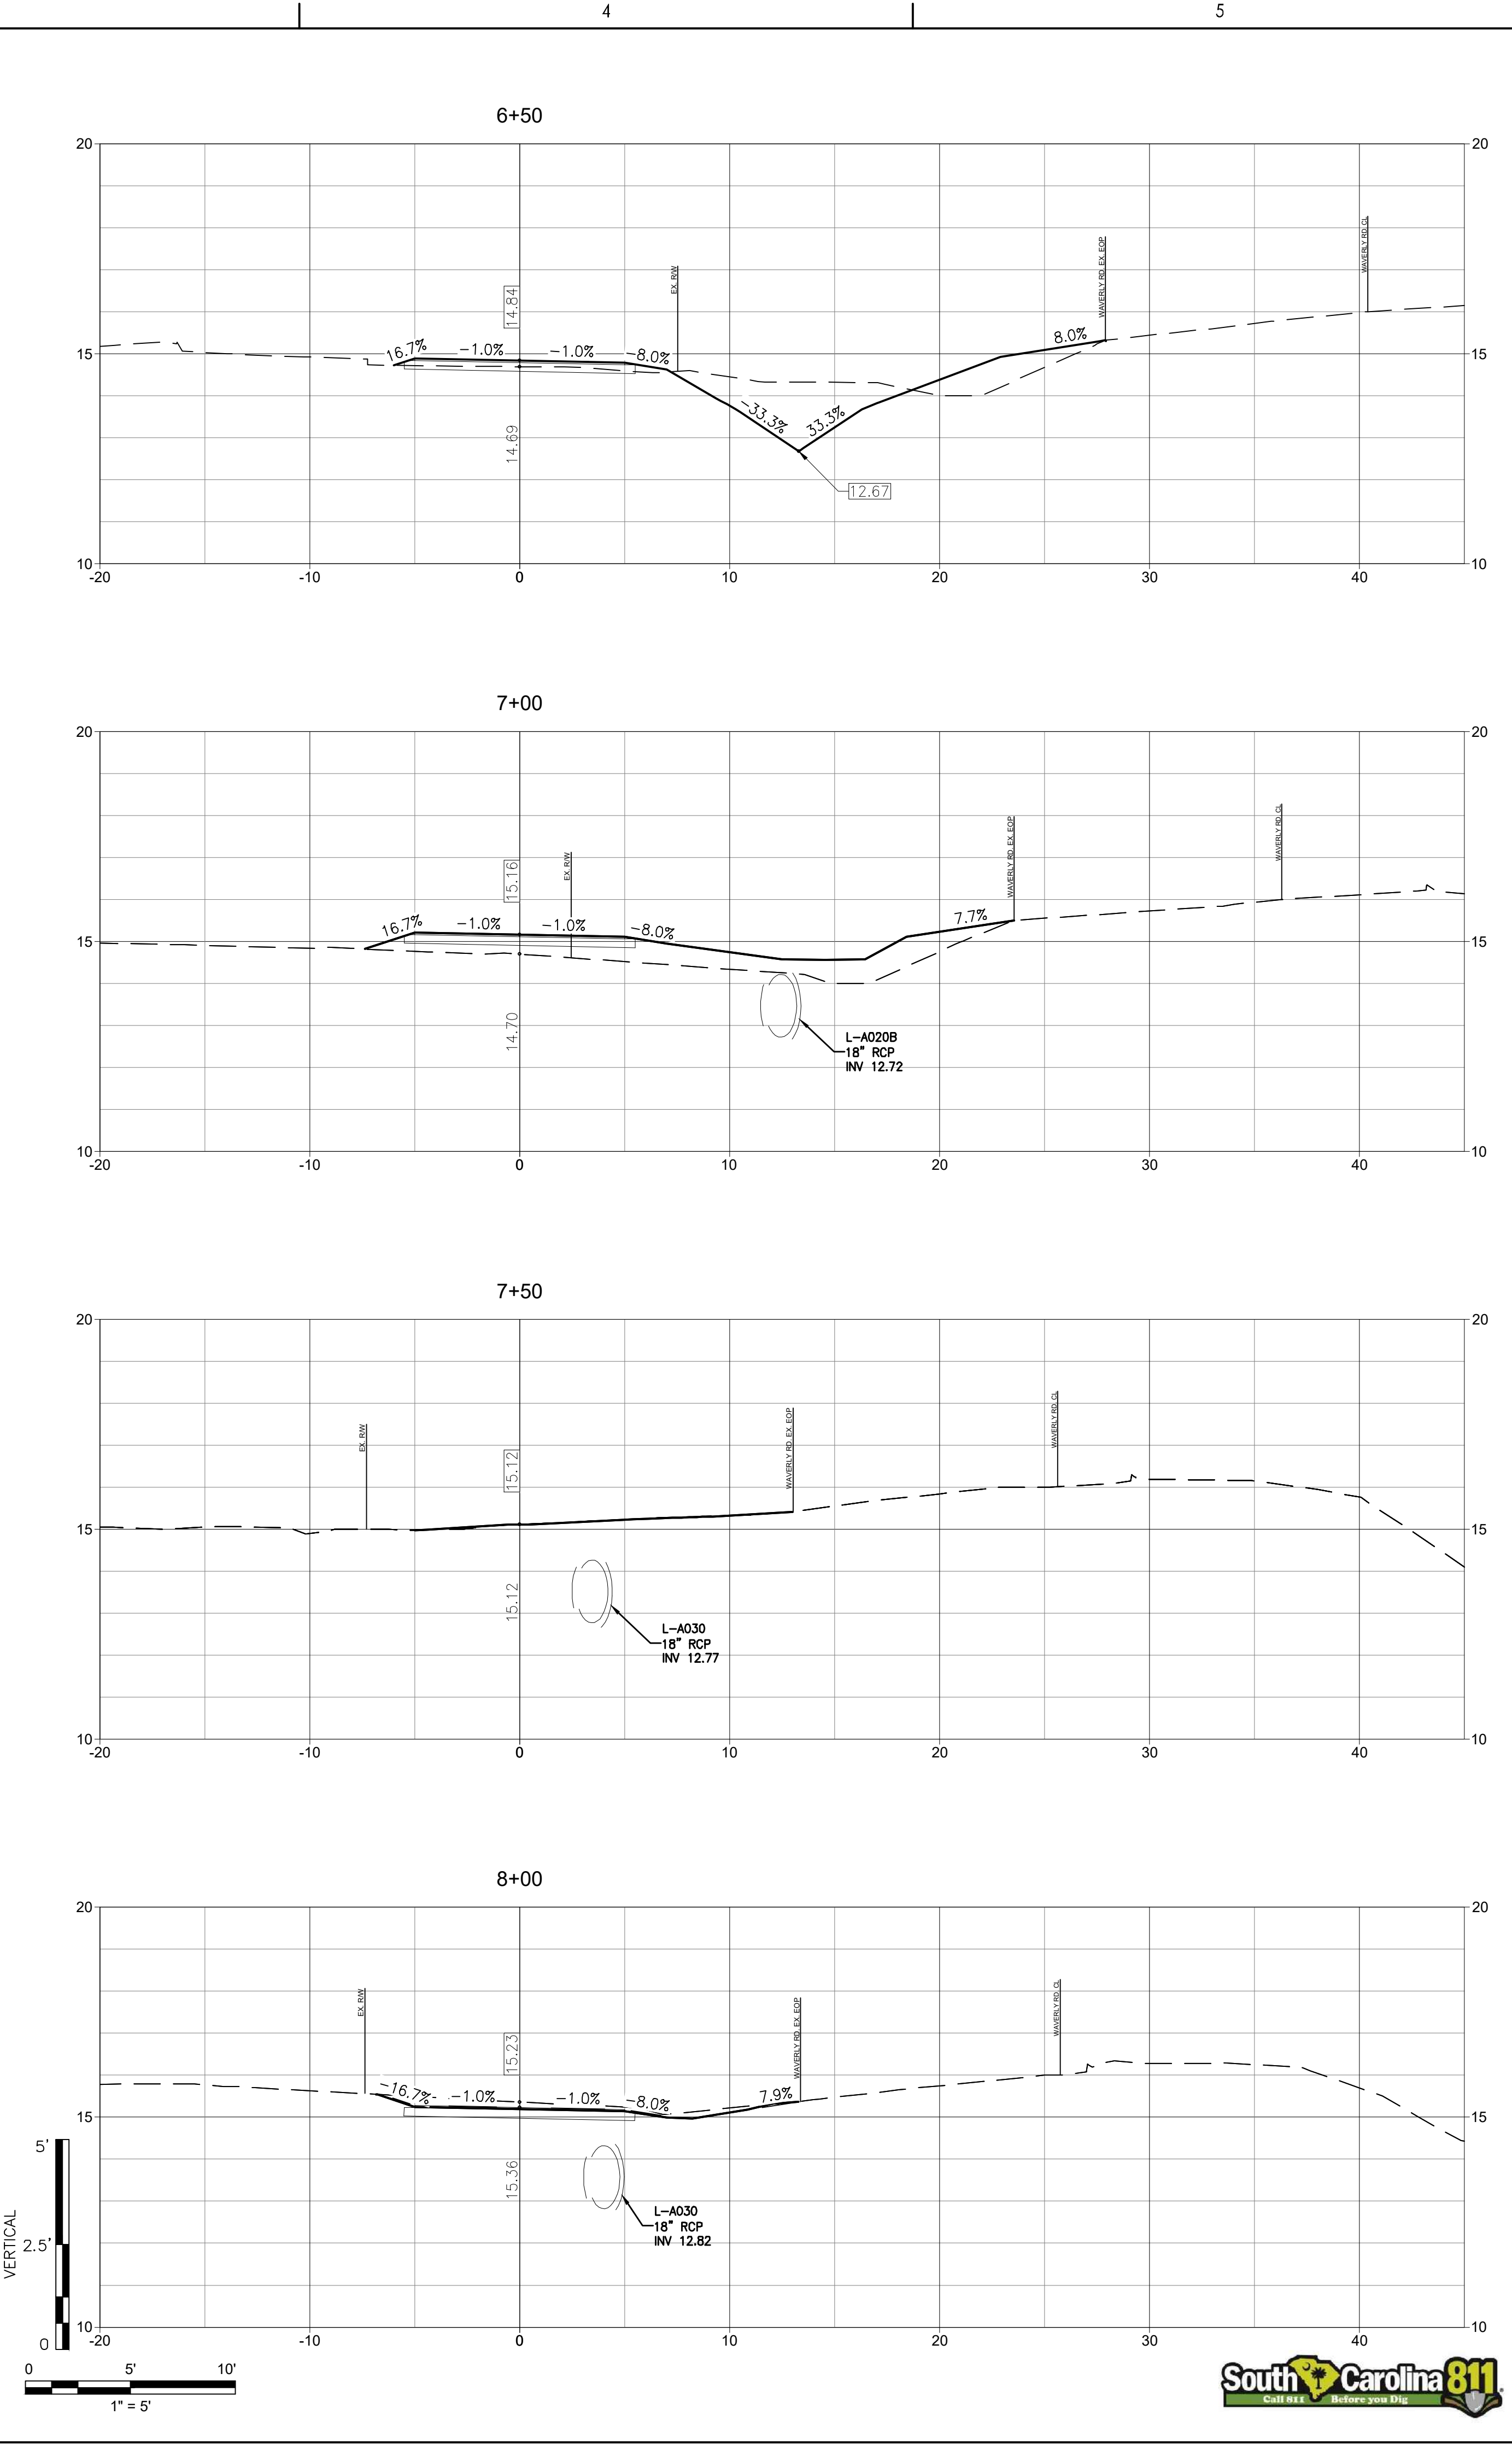 4 5
6+50
20 20
14.84
EX. R/W
WAVERLY RD. EX. EOP
WAVERLY RD. CL
15 15
16.7% -1.0% -1.0% -8.0% 8.0%
-33.3% 33.3%
14.69
12.67
10 10
-20 -10 0 10 20 30 40
7+00
20 20
15.16
EX. R/W
WAVERLY RD. EX. EOP
WAVERLY RD. CL
16.7% -1.0% -1.0% -8.0% 7.7%
15 15
14.70
L-A020B
18" RCP
INV 12.72
10 10
-20 -10 0 10 20 30 40
7+50
20 20
EX. R/W
15.12
WAVERLY RD. EX. EOP
WAVERLY RD. CL
15 15
15.12
L-A030
18" RCP
INV 12.77
10 10
-20 -10 0 10 20 30 40
8+00
20 20
EX. R/W
15.23
WAVERLY RD. EX. EOP
WAVERLY RD. CL
-16.7% -1.0% -1.0% -8.0% 7.9%
15 15
15.36
L-A030
18" RCP
INV 12.82
10 10
-20 -10 0 10 20 30 40
5'
2.5'
0
VERTICAL
0 5' 10'
1" = 5'
South Carolina 811
Call 811 Before you Dig